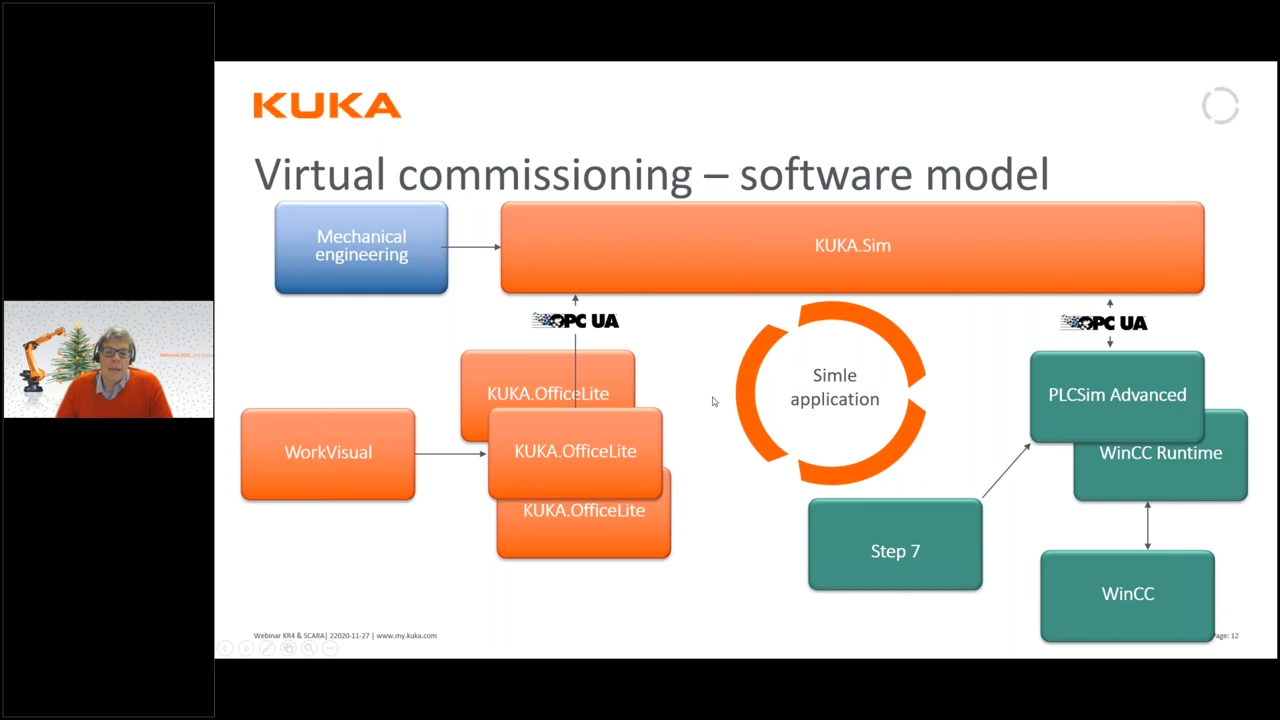 KUKA
Virtual commissioning – software model
Mechanical
engineering
KUKA.Sim
OPC UA
OPC UA
KUKA.OfficeLite
Simle
application
PLCSim Advanced
WorkVisual
KUKA.OfficeLite
WinCC Runtime
KUKA.OfficeLite
Step 7
WinCC
Webinar KR4 & SCARA| 22020-11-27 | www.my.kuka.com
Page: 12
Welcome 2022,